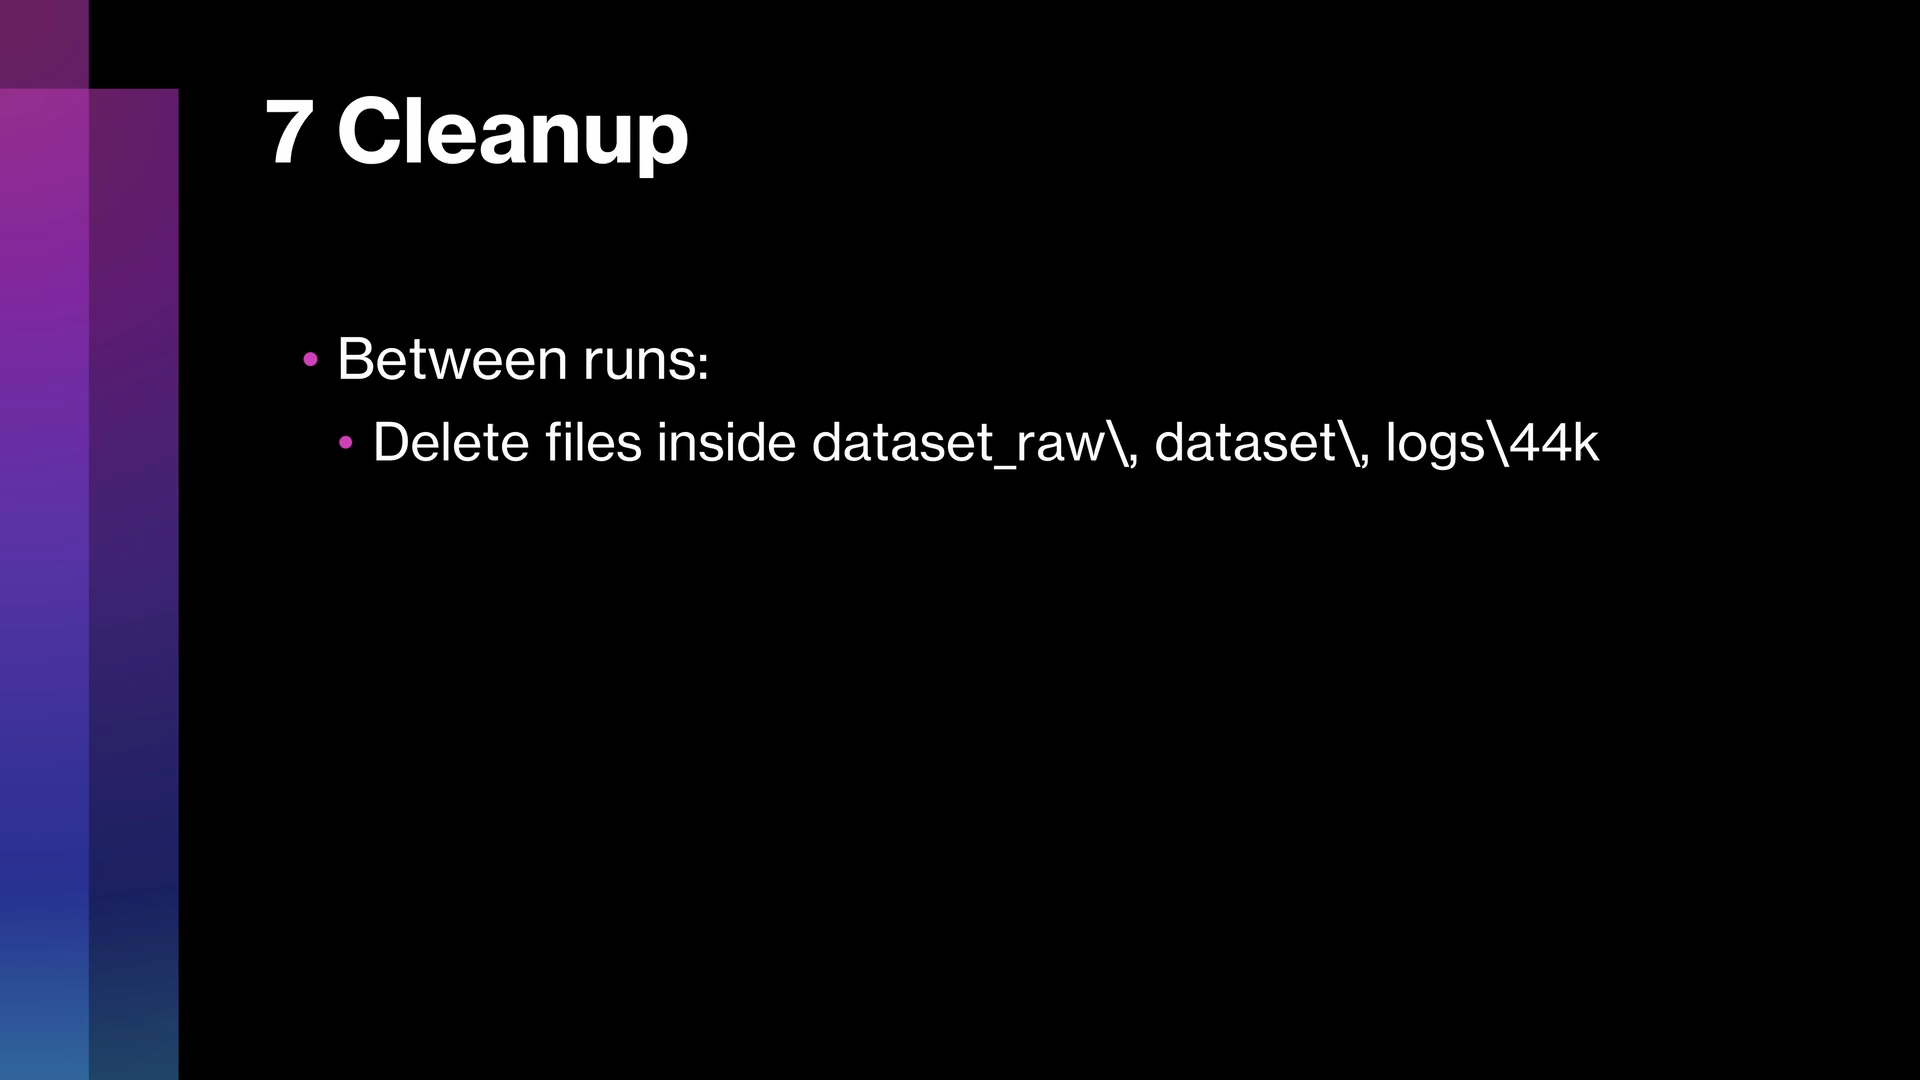 7 Cleanup
• Between runs:
• Delete files inside dataset_raw\, dataset\, logs\44k